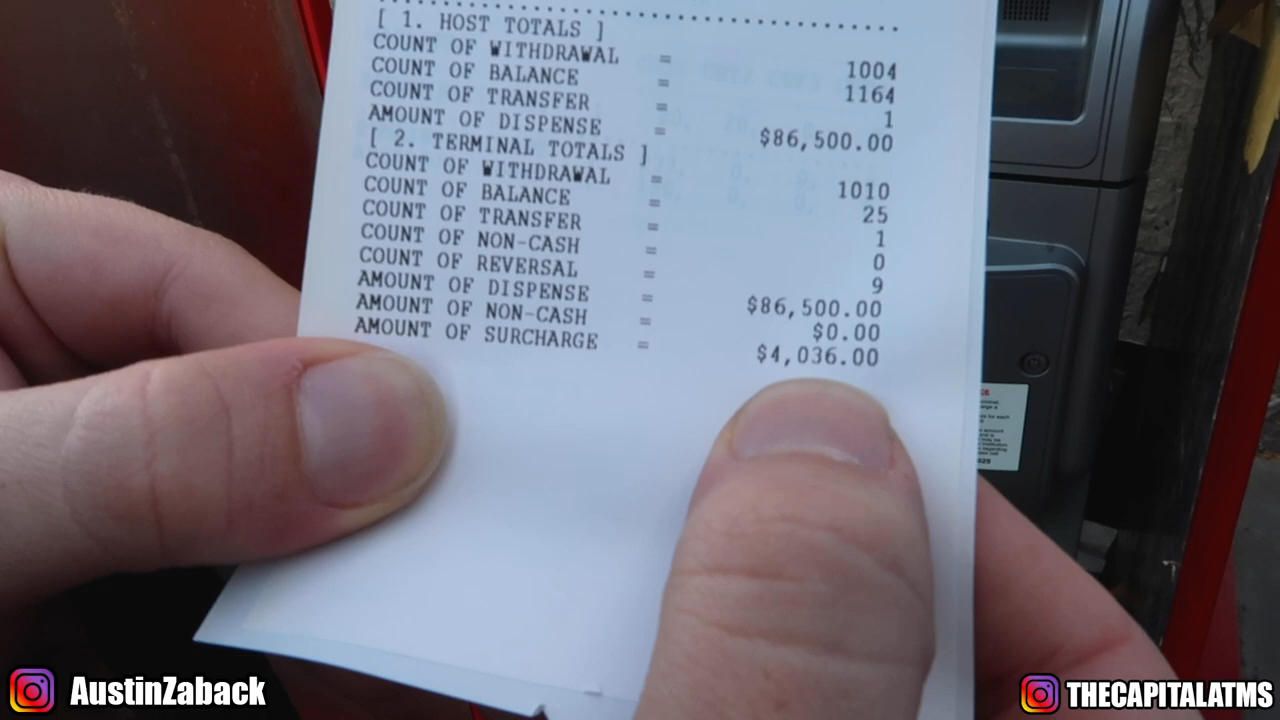 [ 1. HOST TOTALS ]
COUNT OF WITHDRAWAL = 1004
COUNT OF BALANCE = 1164
COUNT OF TRANSFER = 1
AMOUNT OF DISPENSE = $86,500.00
[ 2. TERMINAL TOTALS ]
COUNT OF WITHDRAWAL = 1010
COUNT OF BALANCE = 25
COUNT OF TRANSFER = 1
COUNT OF NON-CASH = 0
COUNT OF REVERSAL = 9
AMOUNT OF DISPENSE = $86,500.00
AMOUNT OF NON-CASH = $0.00
AMOUNT OF SURCHARGE = $4,036.00
AustinZaback
THECAPITALATMS